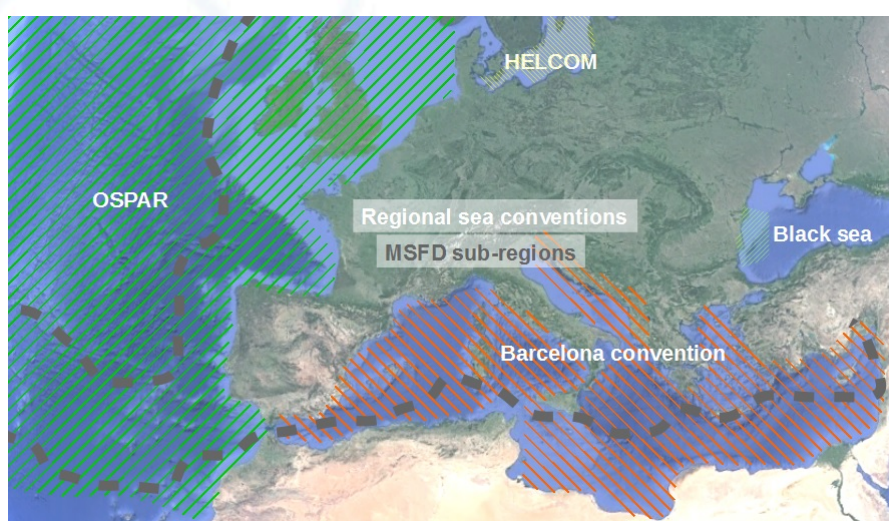 HELCOM
OSPAR
Regional sea conventions
Black sea
MSFD sub-regions
Barcelona convention